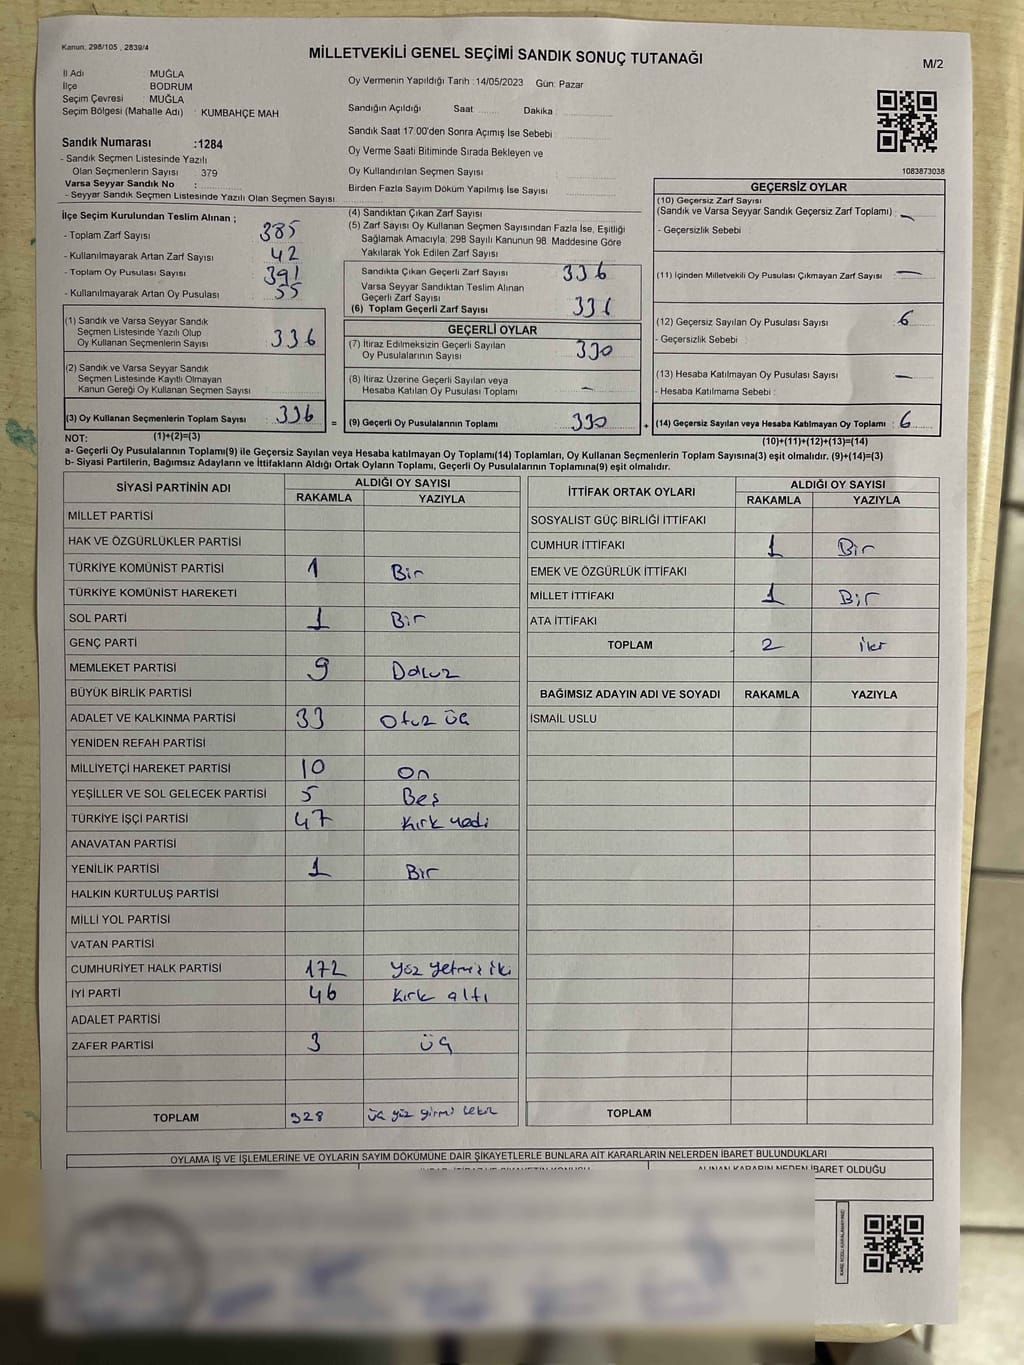 Kanun: 298/105 , 2839/4
MİLLETVEKİLİ GENEL SEÇİMİ SANDIK SONUÇ TUTANAĞI
M/2
İl Adı MUĞLA
İlçe BODRUM
Seçim Çevresi : MUĞLA
Seçim Bölgesi (Mahalle Adı) : KUMBAHÇE MAH
Oy Vermenin Yapıldığı Tarih : 14/05/2023 Gün: Pazar
Sandığın Açıldığı Saat ........ Dakika :
Sandık Saat 17.00'den Sonra Açımış İse Sebebi :
Oy Verme Saati Bitiminde Sırada Bekleyen ve
Oy Kullandırılan Seçmen Sayısı
Birden Fazla Sayım Döküm Yapılmış İse Sayısı
1083873038
Sandık Numarası :1284
- Sandık Seçmen Listesinde Yazılı
Olan Seçmenlerin Sayısı 379
Varsa Seyyar Sandık No :
- Seyyar Sandık Seçmen Listesinde Yazılı Olan Seçmen Sayısı
İlçe Seçim Kurulundan Teslim Alınan ;
- Toplam Zarf Sayısı 385
- Kullanılmayarak Artan Zarf Sayısı 42
- Toplam Oy Pusulası Sayısı 391
- Kullanılmayarak Artan Oy Pusulası 55
(1) Sandık ve Varsa Seyyar Sandık
Seçmen Listesinde Yazılı Olup
Oy Kullanan Seçmenlerin Sayısı 336
(2) Sandık ve Varsa Seyyar Sandık
Seçmen Listesinde Kayıtlı Olmayan
Kanun Gereği Oy Kullanan Seçmen Sayısı
(3) Oy Kullanan Seçmenlerin Toplam Sayısı 336
(1)+(2)=(3)
(4) Sandıktan Çıkan Zarf Sayısı
(5) Zarf Sayısı Oy Kullanan Seçmen Sayısından Fazla İse, Eşitliği
Sağlamak Amacıyla; 298 Sayılı Kanunun 98. Maddesine Göre
Yakılarak Yok Edilen Zarf Sayısı
Sandıkta Çıkan Geçerli Zarf Sayısı 336
Varsa Seyyar Sandıktan Teslim Alınan
Geçerli Zarf Sayısı
(6) Toplam Geçerli Zarf Sayısı 336
GEÇERLİ OYLAR
(7) İtiraz Edilmeksizin Geçerli Sayılan
Oy Pusulalarının Sayısı 330
(8) İtiraz Üzerine Geçerli Sayılan veya
Hesaba Katılan Oy Pusulası Toplamı -
= (9) Geçerli Oy Pusulalarının Toplamı 330
GEÇERSİZ OYLAR
(10) Geçersiz Zarf Sayısı
(Sandık ve Varsa Seyyar Sandık Geçersiz Zarf Toplamı) : -
- Geçersizlik Sebebi :
(11) İçinden Milletvekili Oy Pusulası Çıkmayan Zarf Sayısı -
(12) Geçersiz Sayılan Oy Pusulası Sayısı 6
- Geçersizlik Sebebi :
(13) Hesaba Katılmayan Oy Pusulası Sayısı -
- Hesaba Katılmama Sebebi :
+ (14) Geçersiz Sayılan veya Hesaba Katılmayan Oy Toplamı 6
(10)+(11)+(12)+(13)=(14)
NOT:
a- Geçerli Oy Pusulalarının Toplamı(9) ile Geçersiz Sayılan veya Hesaba katılmayan Oy Toplamı(14) Toplamları, Oy Kullanan Seçmenlerin Toplam Sayısına(3) eşit olmalıdır. (9)+(14)=(3)
b- Siyasi Partilerin, Bağımsız Adayların ve İttifakların Aldığı Ortak Oyların Toplamı, Geçerli Oy Pusulalarının Toplamına(9) eşit olmalıdır.
SİYASİ PARTİNİN ADI ALDIĞI OY SAYISI
RAKAMLA YAZIYLA
MİLLET PARTİSİ
HAK VE ÖZGÜRLÜKLER PARTİSİ
TÜRKİYE KOMÜNİST PARTİSİ 1 Bir
TÜRKİYE KOMÜNİST HAREKETİ
SOL PARTİ 1 Bir
GENÇ PARTİ
MEMLEKET PARTİSİ 9 Dokuz
BÜYÜK BİRLİK PARTİSİ
ADALET VE KALKINMA PARTİSİ 33 Otuz üç
YENİDEN REFAH PARTİSİ
MİLLİYETÇİ HAREKET PARTİSİ 10 On
YEŞİLLER VE SOL GELECEK PARTİSİ 5 Beş
TÜRKİYE İŞÇİ PARTİSİ 47 Kırk yedi
ANAVATAN PARTİSİ
YENİLİK PARTİSİ 1 Bir
HALKIN KURTULUŞ PARTİSİ
MİLLİ YOL PARTİSİ
VATAN PARTİSİ
CUMHURİYET HALK PARTİSİ 172 Yüz yetmiş iki
İYİ PARTİ 46 Kırk altı
ADALET PARTİSİ
ZAFER PARTİSİ 3 üç
TOPLAM 328 üç yüz yirmi sekiz
İTTİFAK ORTAK OYLARI ALDIĞI OY SAYISI
RAKAMLA YAZIYLA
SOSYALİST GÜÇ BİRLİĞİ İTTİFAKI
CUMHUR İTTİFAKI 1 Bir
EMEK VE ÖZGÜRLÜK İTTİFAKI
MİLLET İTTİFAKI 1 Bir
ATA İTTİFAKI
TOPLAM 2 iki
BAĞIMSIZ ADAYIN ADI VE SOYADI RAKAMLA YAZIYLA
İSMAİL USLU
TOPLAM
OYLAMA İŞ VE İŞLEMLERİNE VE OYLARIN SAYIM DÖKÜMÜNE DAİR ŞİKAYETLERLE BUNLARA AİT KARARLARIN NELERDEN İBARET BULUNDUKLARI
ALINAN KARARIN NEDEN İBARET OLDUĞU